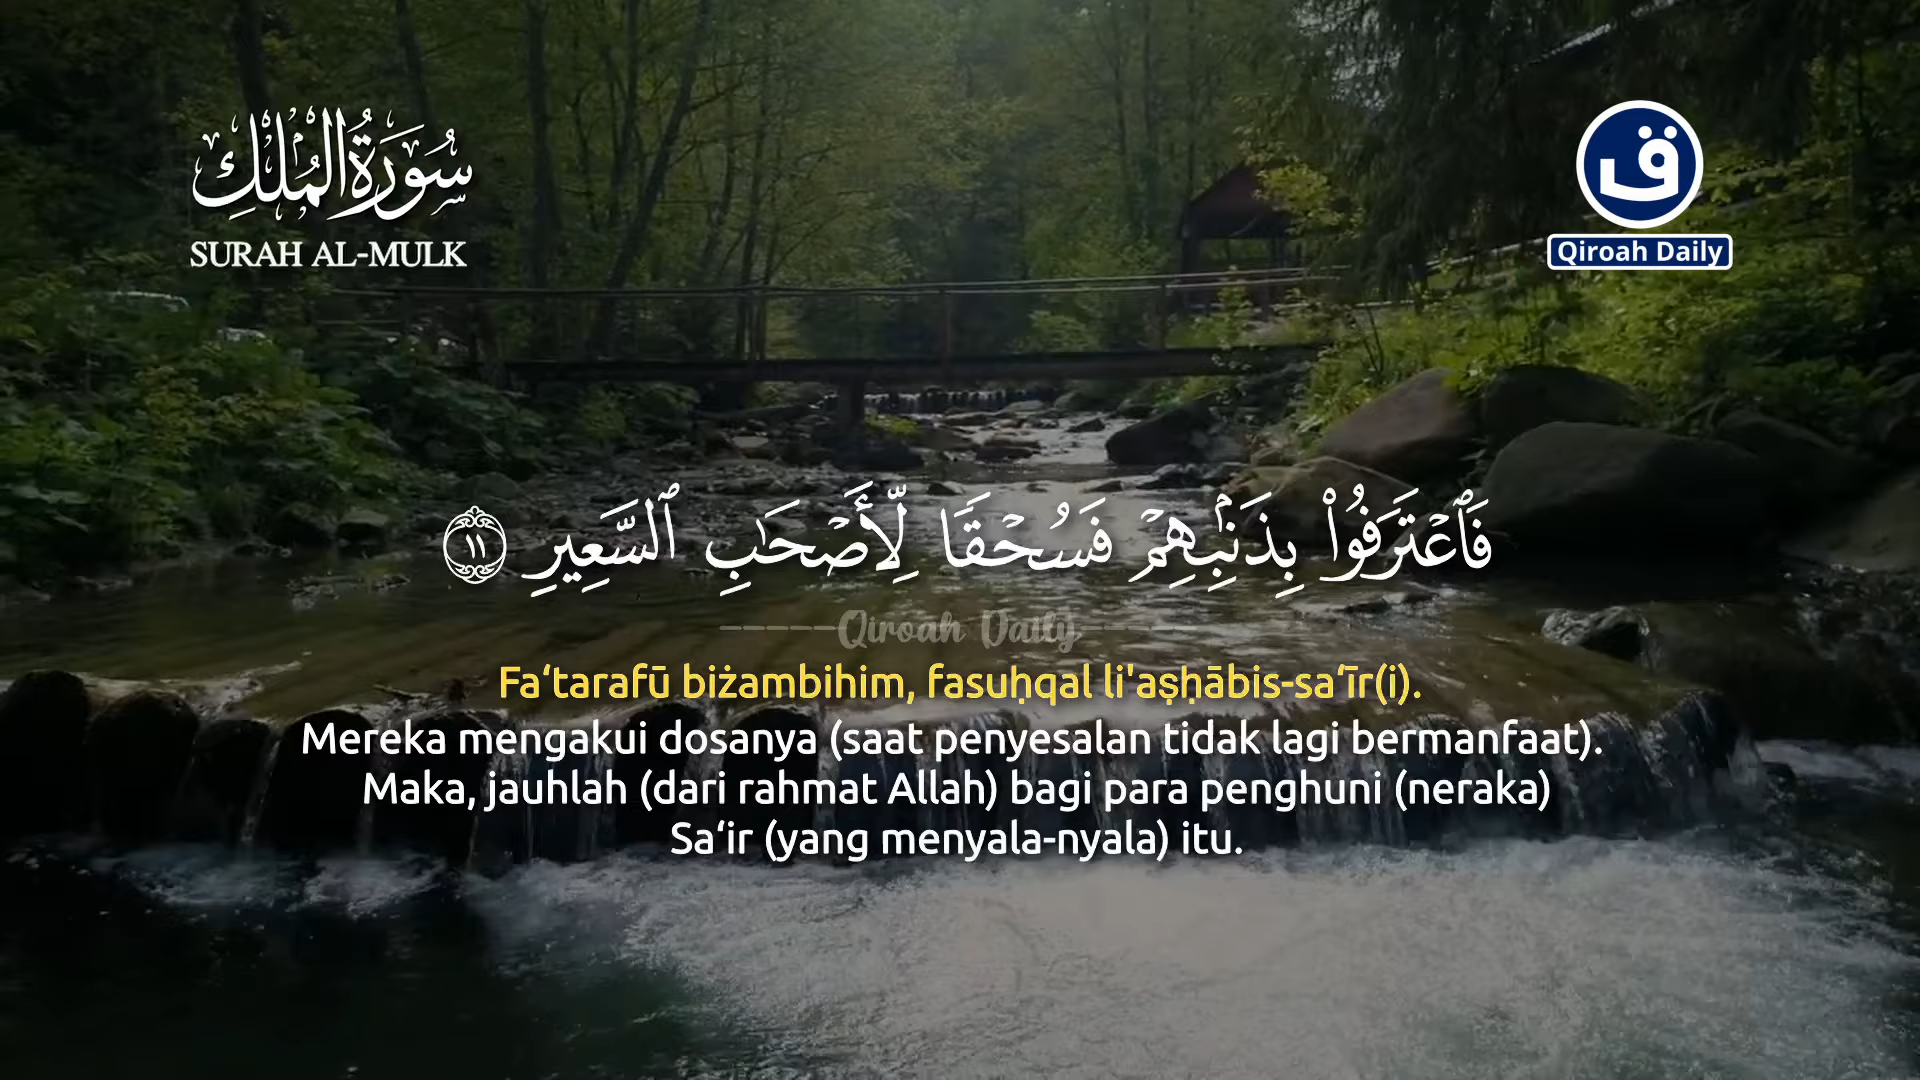 سُورَةُ الْمُلْكِ
SURAH AL-MULK
ق
Qiroah Daily
فَٱعْتَرَفُوا۟ بِذَنۢبِهِمْ فَسُحْقًا لِّأَصْحَٰبِ ٱلسَّعِيرِ ١١
-----Qiroah Daily-----
Fa‘tarafū biżambihim, fasuḥqal li'aṣḥābis-sa‘īr(i).
Mereka mengakui dosanya (saat penyesalan tidak lagi bermanfaat).
Maka, jauhlah (dari rahmat Allah) bagi para penghuni (neraka)
Sa‘ir (yang menyala-nyala) itu.